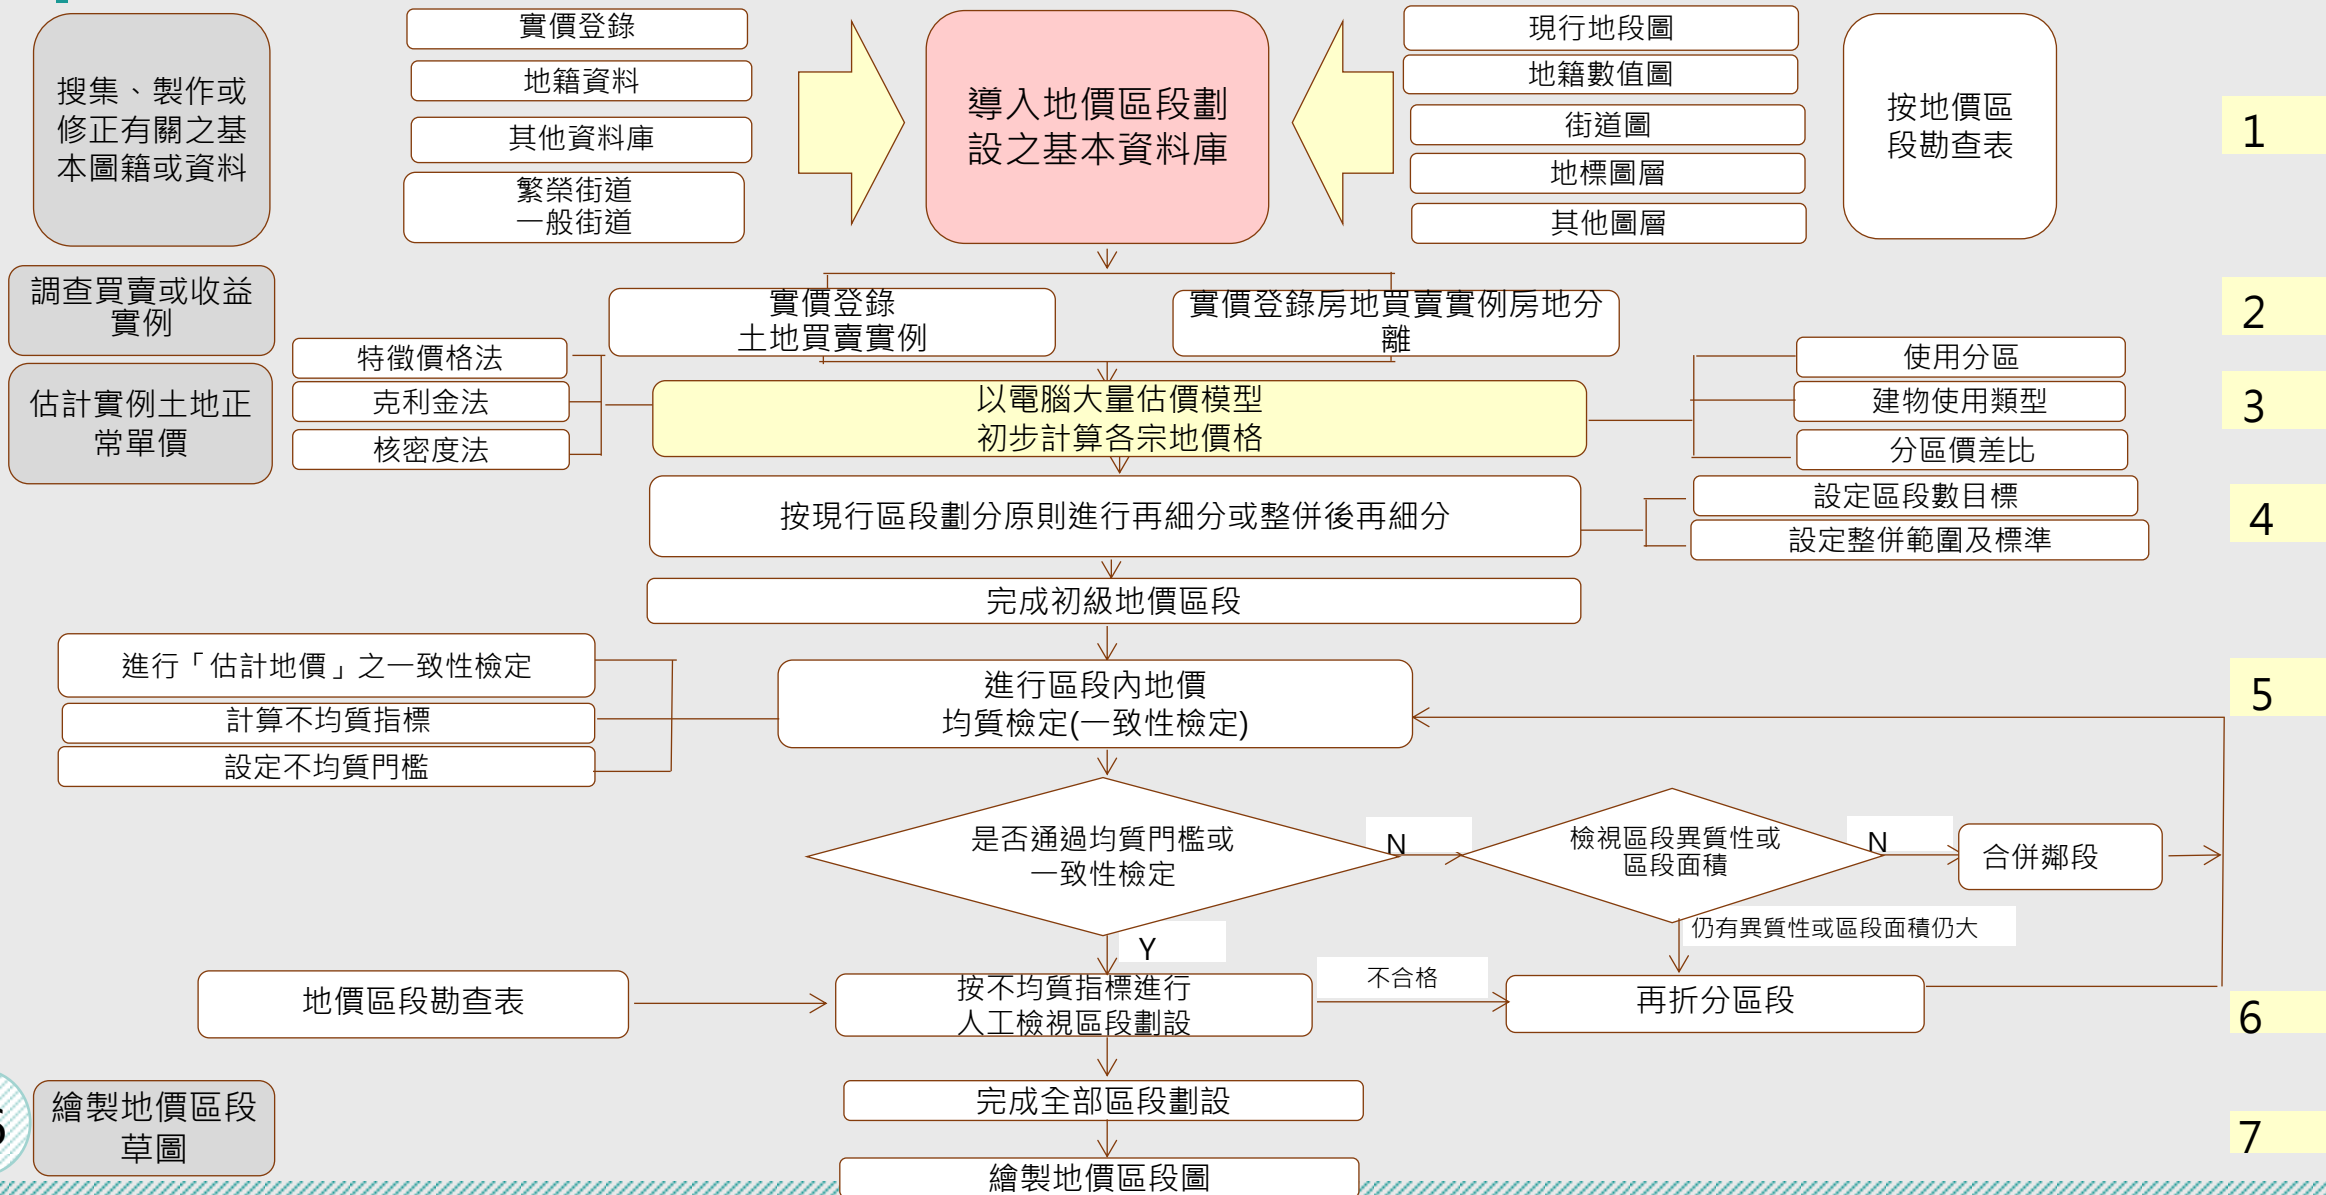 搜集、製作或
修正有關之基
本圖籍或資料
實價登錄
地籍資料
其他資料庫
繁榮街道
一般街道
導入地價區段劃
設之基本資料庫
現行地段圖
地籍數值圖
街道圖
地標圖層
其他圖層
按地價區
段勘查表
1
調查買賣或收益
實例
實價登錄
土地買賣實例
實價登錄房地買賣實例房地分
離
2
估計實例土地正
常單價
特徵價格法
克利金法
核密度法
以電腦大量估價模型
初步計算各宗地價格
使用分區
建物使用類型
分區價差比
3
按現行區段劃分原則進行再細分或整併後再細分
設定區段數目標
設定整併範圍及標準
4
完成初級地價區段
進行「估計地價」之一致性檢定
計算不均質指標
設定不均質門檻
進行區段內地價
均質檢定(一致性檢定)
5
是否通過均質門檻或
一致性檢定
N
檢視區段異質性或
區段面積
N
合併鄰段
Y
仍有異質性或區段面積仍大
地價區段勘查表
按不均質指標進行
人工檢視區段劃設
不合格
再折分區段
6
繪製地價區段
草圖
完成全部區段劃設
7
繪製地價區段圖